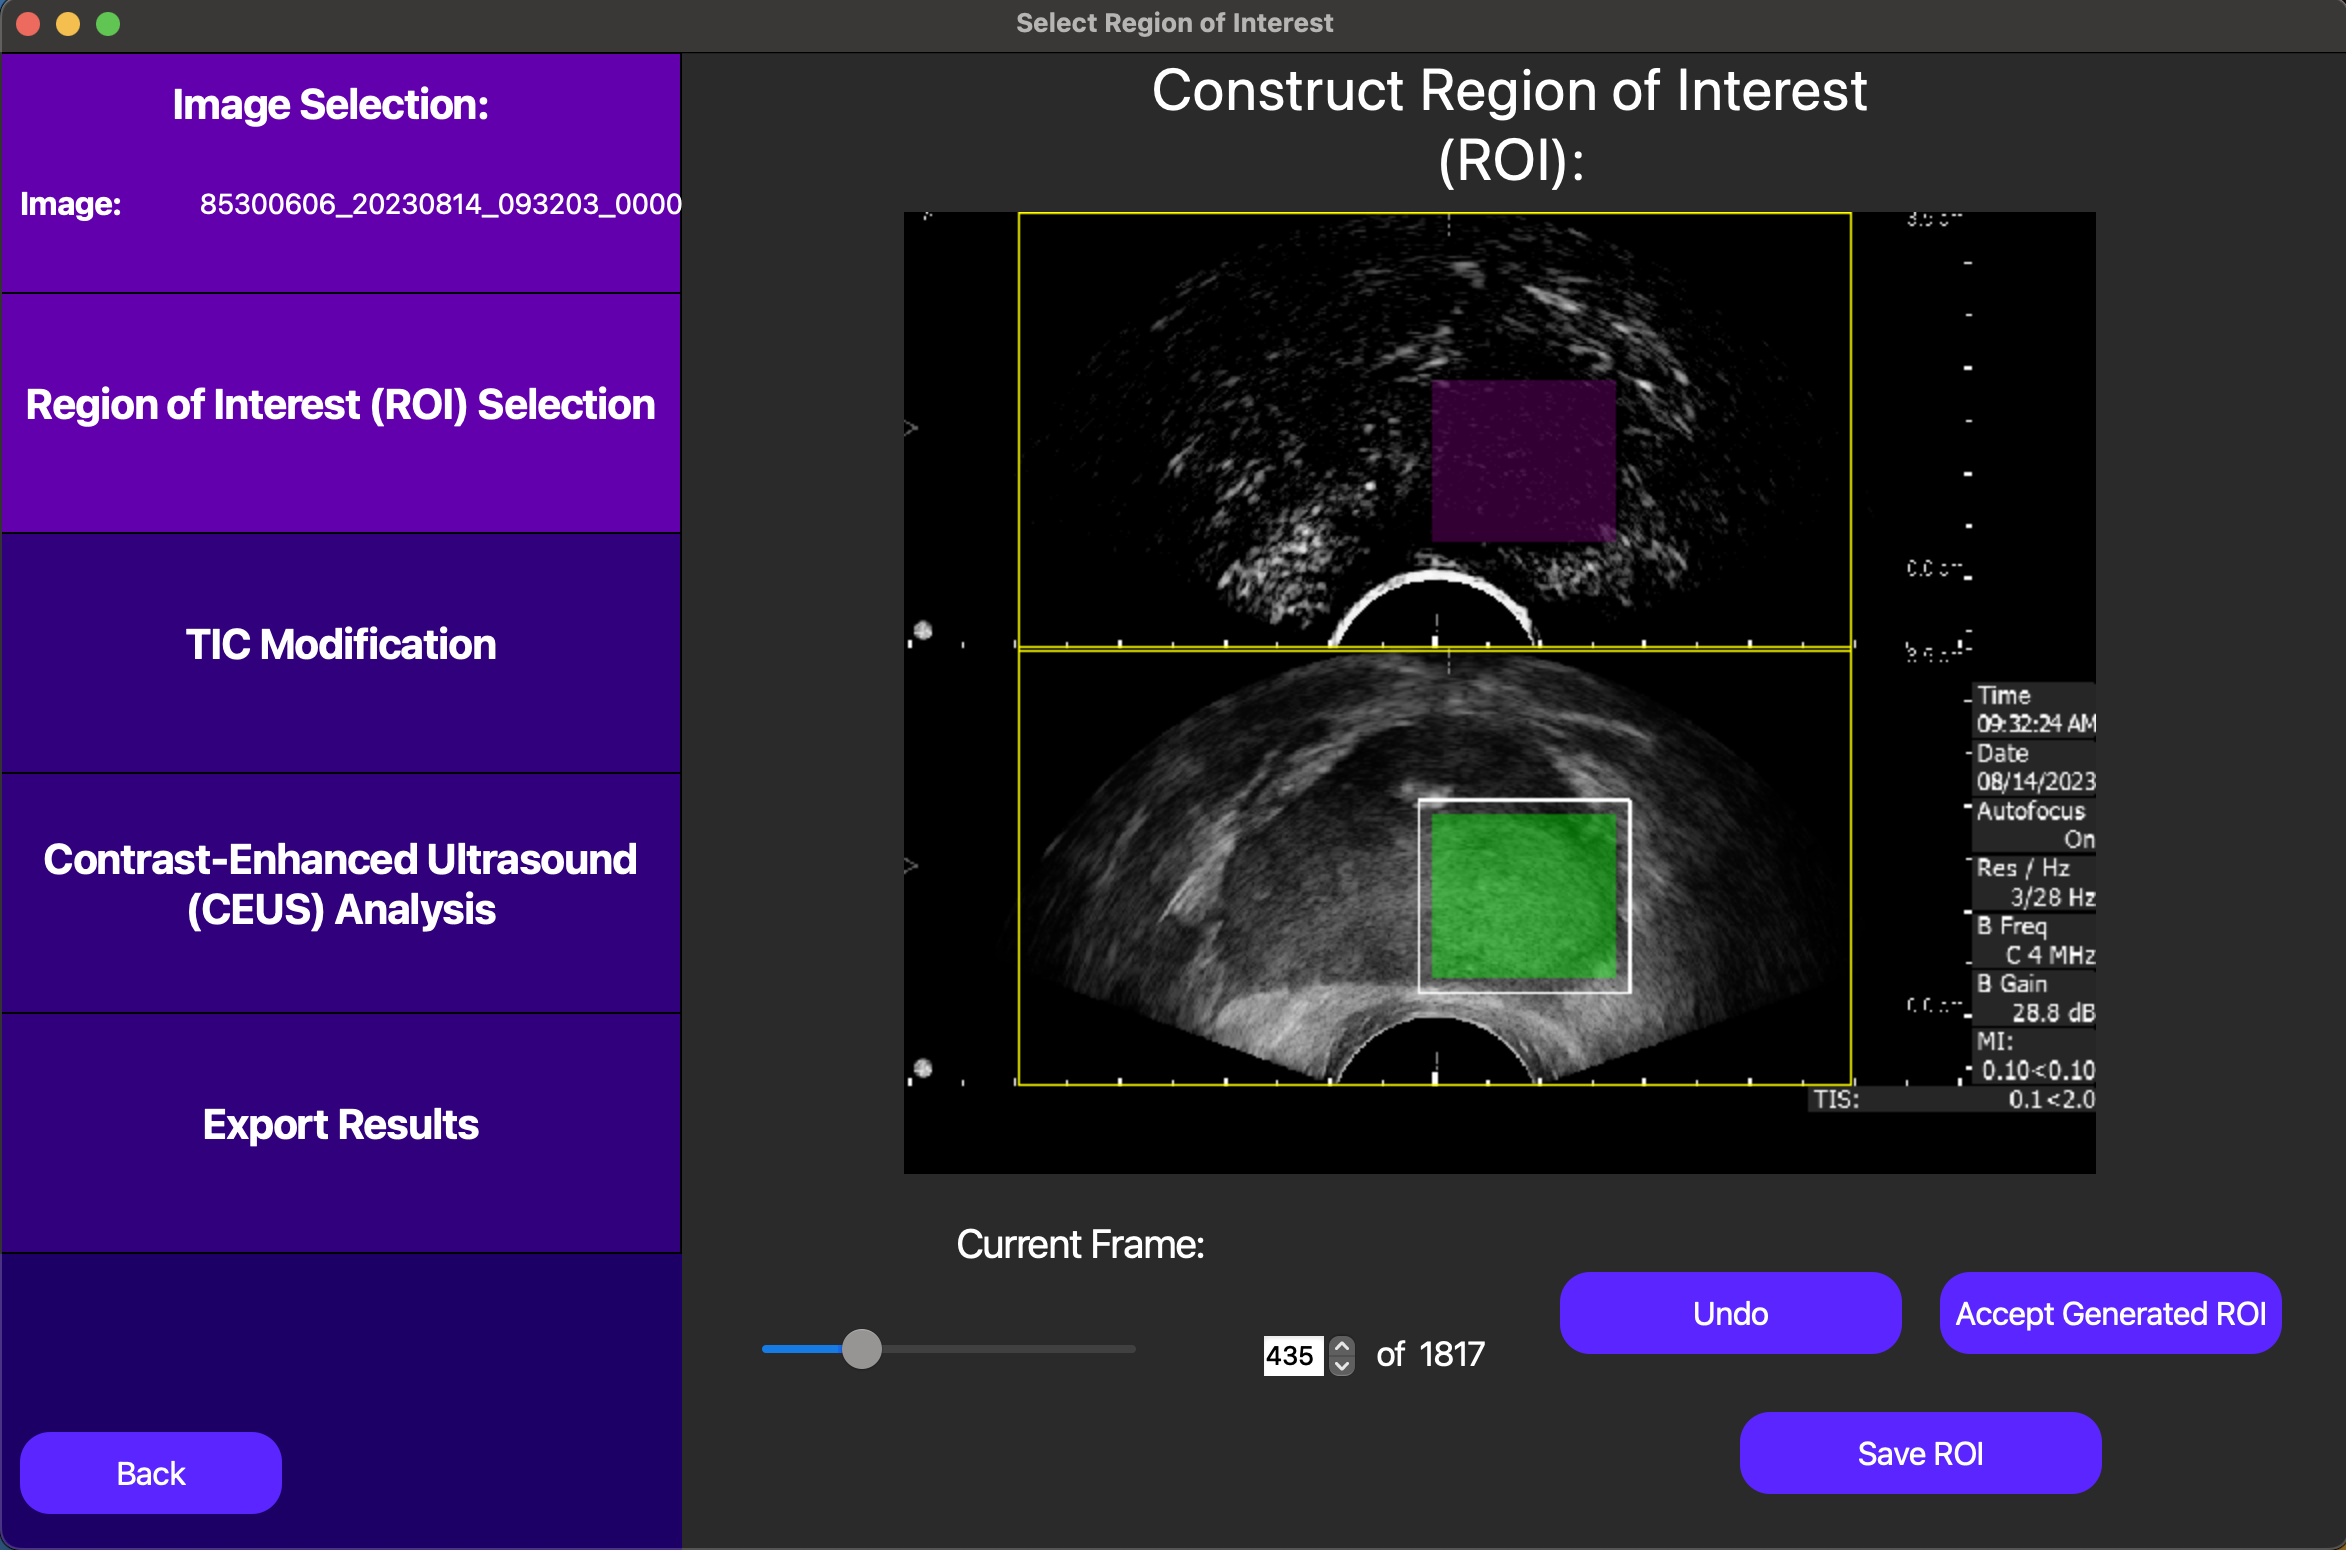 Select Region of Interest
Image Selection:
Image: 85300606_20230814_093203_0000
Region of Interest (ROI) Selection
TIC Modification
Contrast-Enhanced Ultrasound
(CEUS) Analysis
Export Results
Back
Construct Region of Interest
(ROI):
Time
09:32:24 AM
Date
08/14/2023
Autofocus
On
Res / Hz
3/28 Hz
B Freq
C 4 MHz
B Gain
28.8 dB
MI:
0.10<0.10
TIS: 0.1<2.0
Current Frame:
435 of 1817
Undo
Accept Generated ROI
Save ROI